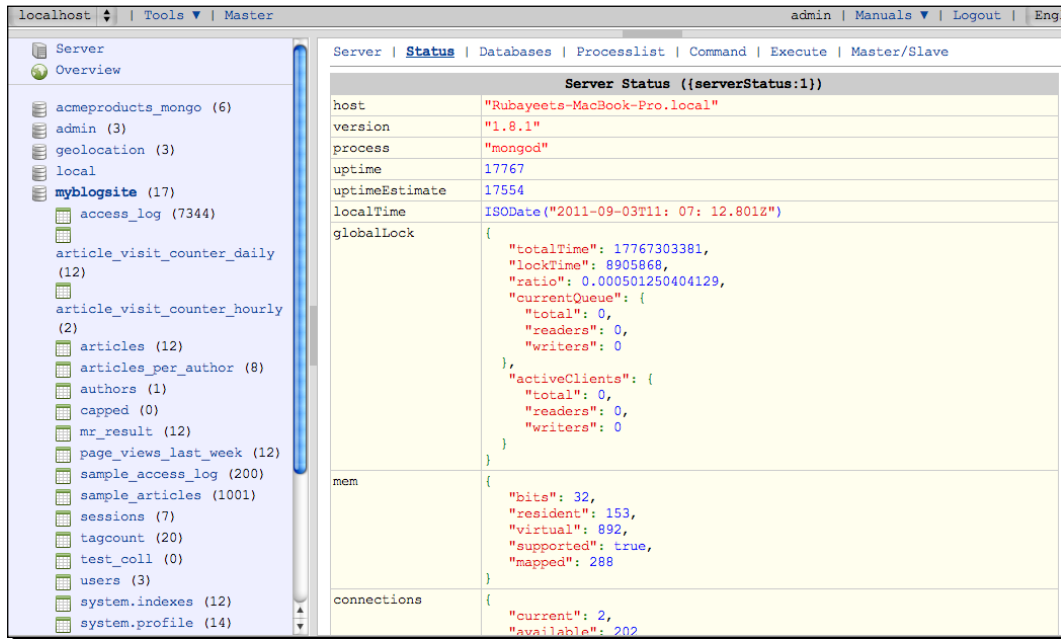 localhost | Tools ▼ | Master
admin | Manuals ▼ | Logout | Eng
Server
Overview
acmeproducts_mongo (6)
admin (3)
geolocation (3)
local
myblogsite (17)
access_log (7344)
article_visit_counter_daily
(12)
article_visit_counter_hourly
(2)
articles (12)
articles_per_author (8)
authors (1)
capped (0)
mr_result (12)
page_views_last_week (12)
sample_access_log (200)
sample_articles (1001)
sessions (7)
tagcount (20)
test_coll (0)
users (3)
system.indexes (12)
system.profile (14)
Server | Status | Databases | Processlist | Command | Execute | Master/Slave
Server Status ({serverStatus:1})
host "Rubayeets-MacBook-Pro.local"
version "1.8.1"
process "mongod"
uptime 17767
uptimeEstimate 17554
localTime ISODate("2011-09-03T11: 07: 12.801Z")
globalLock {
"totalTime": 17767303381,
"lockTime": 8905868,
"ratio": 0.000501250404129,
"currentQueue": {
"total": 0,
"readers": 0,
"writers": 0
},
"activeClients": {
"total": 0,
"readers": 0,
"writers": 0
}
}
mem {
"bits": 32,
"resident": 153,
"virtual": 892,
"supported": true,
"mapped": 288
}
connections {
"current": 2,
"available": 202